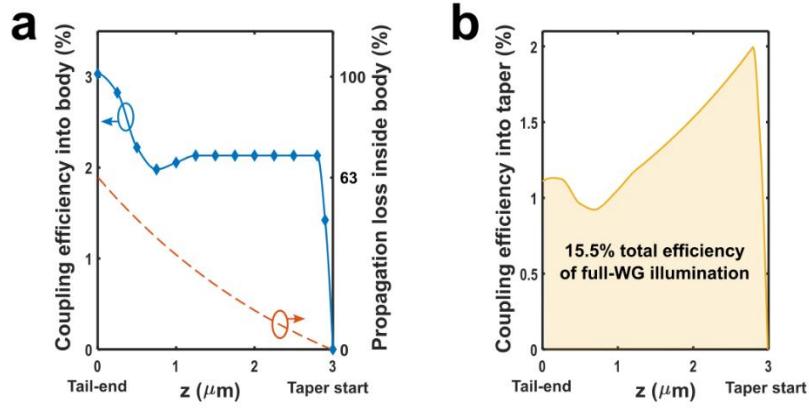 a
Coupling efficiency into body (%)
3
2
1
0
100
63
0
Propagation loss inside body (%)
0
1
2
3
Tail-end
z (μm)
Taper start
b
Coupling efficiency into taper (%)
2
1.5
1
0.5
0
15.5% total efficiency
of full-WG illumination
0
1
2
3
Tail-end
z (μm)
Taper start